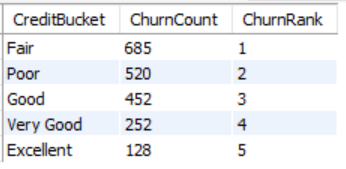 CreditBucket ChurnCount ChurnRank
Fair 685 1
Poor 520 2
Good 452 3
Very Good 252 4
Excellent 128 5